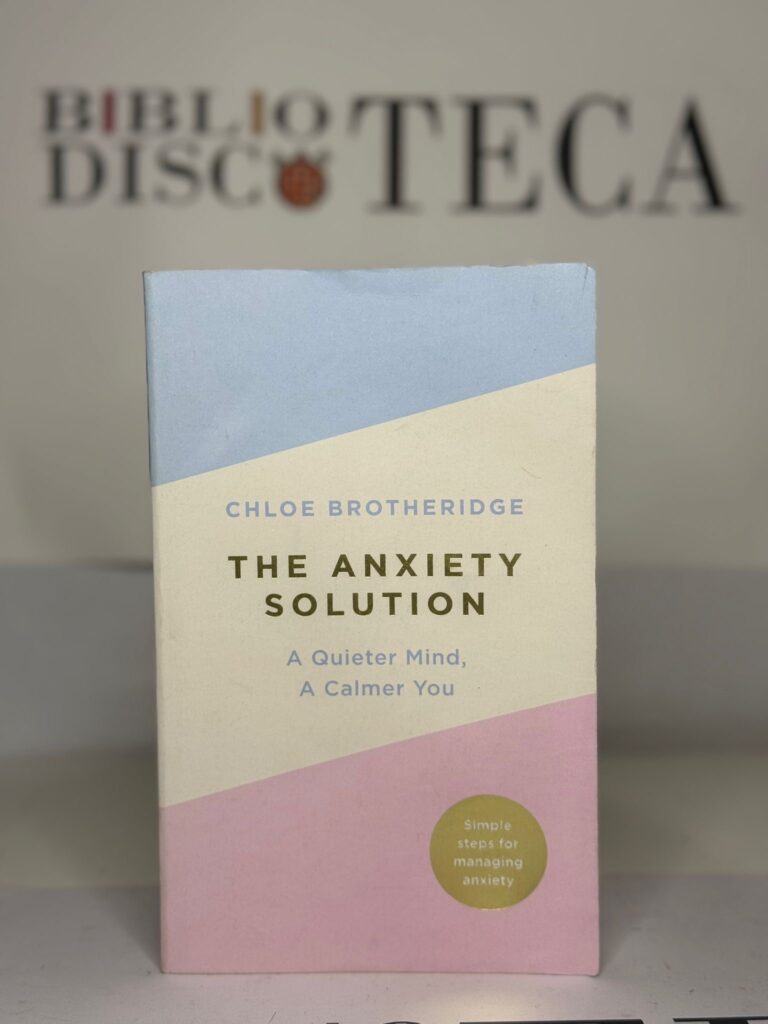 BIBLIO
DISCOTECA
CHLOE BROTHERIDGE
THE ANXIETY
SOLUTION
A Quieter Mind,
A Calmer You
Simple
steps for
managing
anxiety